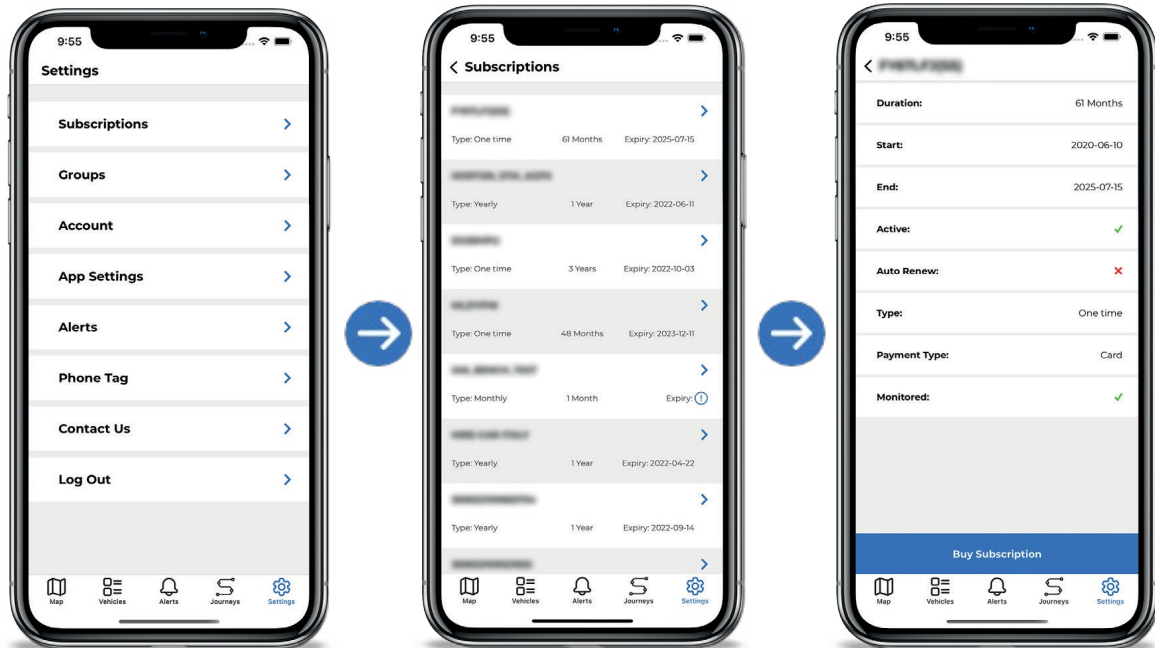 9:55
Settings
Subscriptions
Groups
Account
App Settings
Alerts
Phone Tag
Contact Us
Log Out
Map Vehicles Alerts Journeys Settings
9:55
Subscriptions
Type: One time 61 Months Expiry: 2025-07-15
Type: Yearly 1 Year Expiry: 2022-06-11
Type: One time 3 Years Expiry: 2022-10-03
Type: One time 48 Months Expiry: 2023-12-11
Type: Monthly 1 Month Expiry:
Type: Yearly 1 Year Expiry: 2022-04-22
Type: Yearly 1 Year Expiry: 2022-09-14
Map Vehicles Alerts Journeys Settings
9:55
Duration: 61 Months
Start: 2020-06-10
End: 2025-07-15
Active:
Auto Renew:
Type: One time
Payment Type: Card
Monitored:
Buy Subscription
Map Vehicles Alerts Journeys Settings